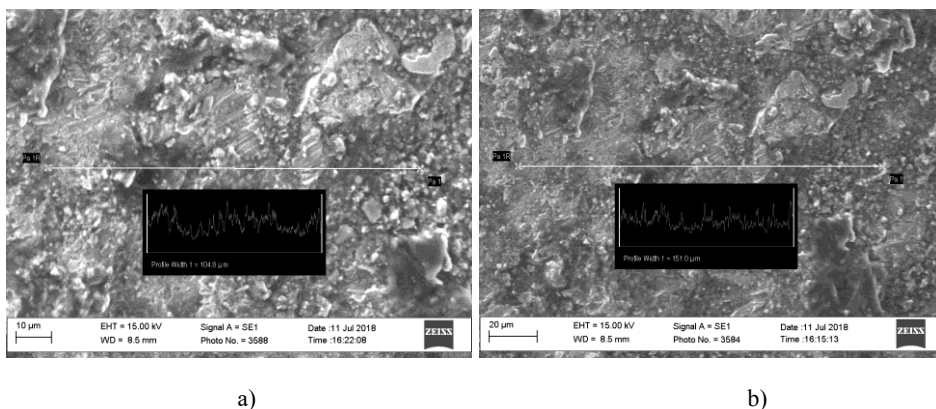 Pa 1R
Pa 1
Profile Width 1 = 104.8 µm
10 µm
EHT = 15.00 kV
WD = 8.5 mm
Signal A = SE1
Photo No. = 3588
Date :11 Jul 2018
Time :16:22:08
ZEISS
Pa 1R
Pa 1
Profile Width 1 = 151.0 µm
20 µm
EHT = 15.00 kV
WD = 8.5 mm
Signal A = SE1
Photo No. = 3584
Date :11 Jul 2018
Time :16:15:13
ZEISS
a)
b)